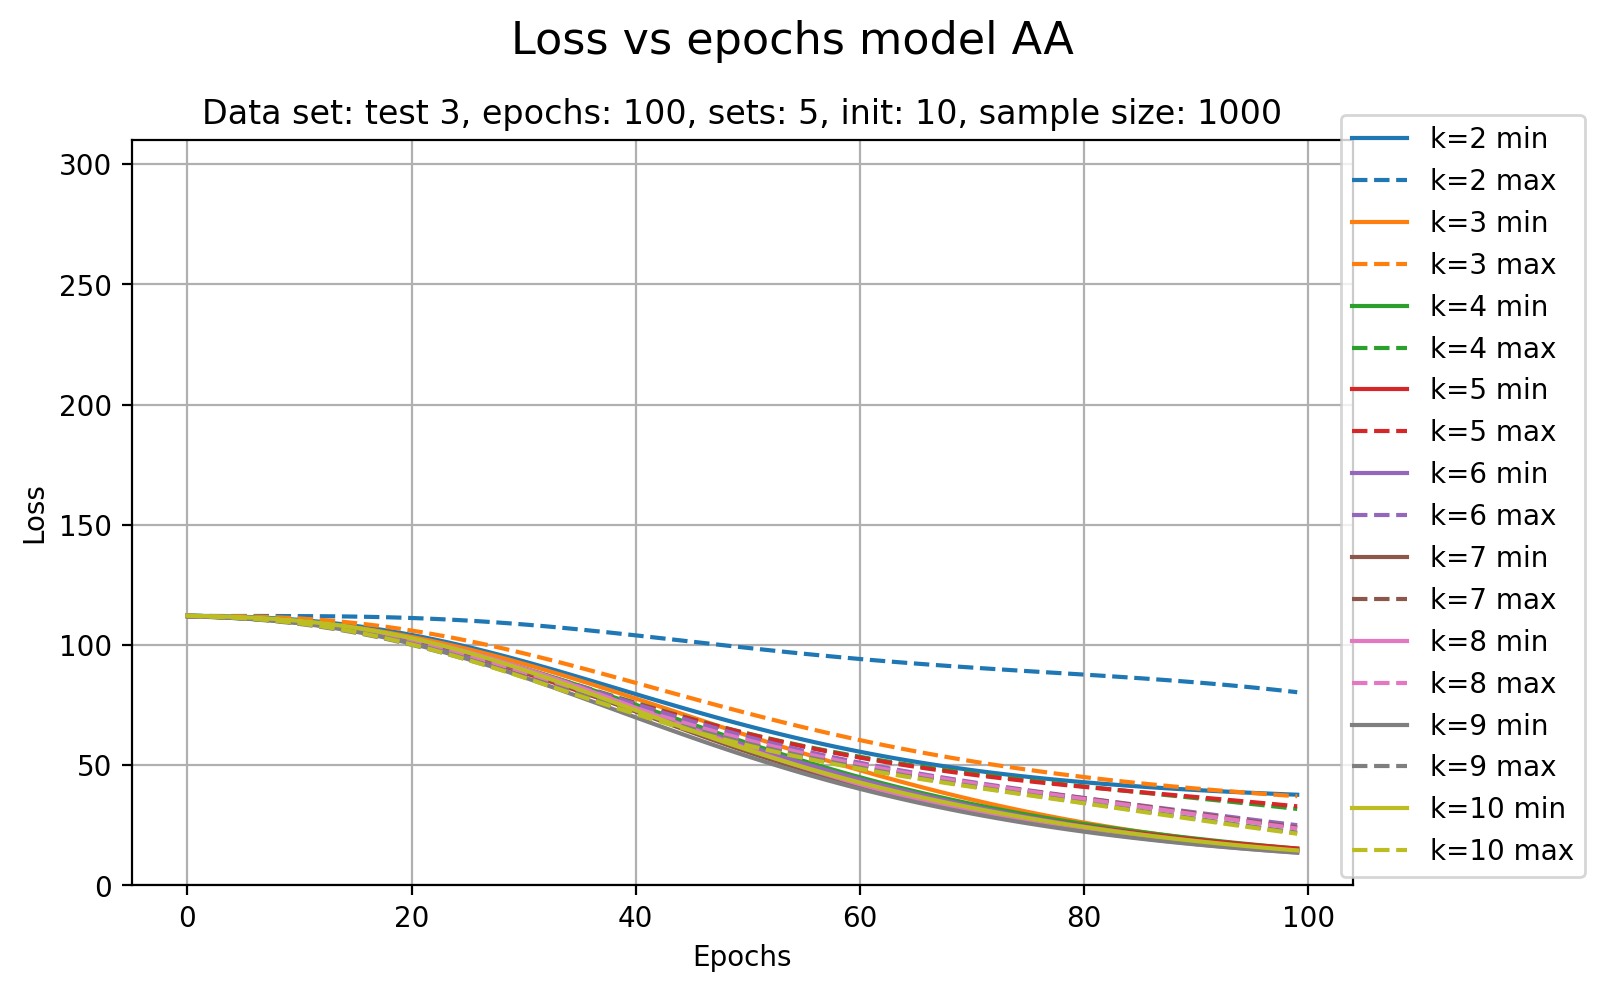 Loss vs epochs model AA
Data set: test 3, epochs: 100, sets: 5, init: 10, sample size: 1000
300
250
200
150
100
50
0
Loss
0 20 40 60 80 100
Epochs
k=2 min
k=2 max
k=3 min
k=3 max
k=4 min
k=4 max
k=5 min
k=5 max
k=6 min
k=6 max
k=7 min
k=7 max
k=8 min
k=8 max
k=9 min
k=9 max
k=10 min
k=10 max